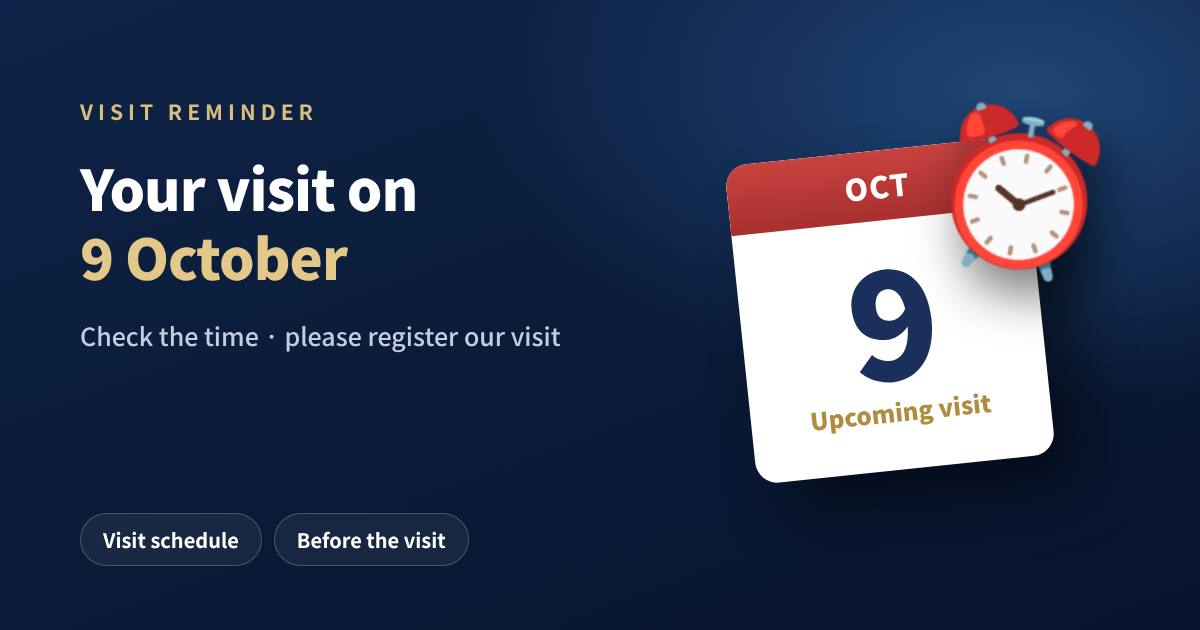 VISIT REMINDER
Your visit on
9 October
Check the time · please register our visit
Visit schedule
Before the visit
OCT
9
Upcoming visit